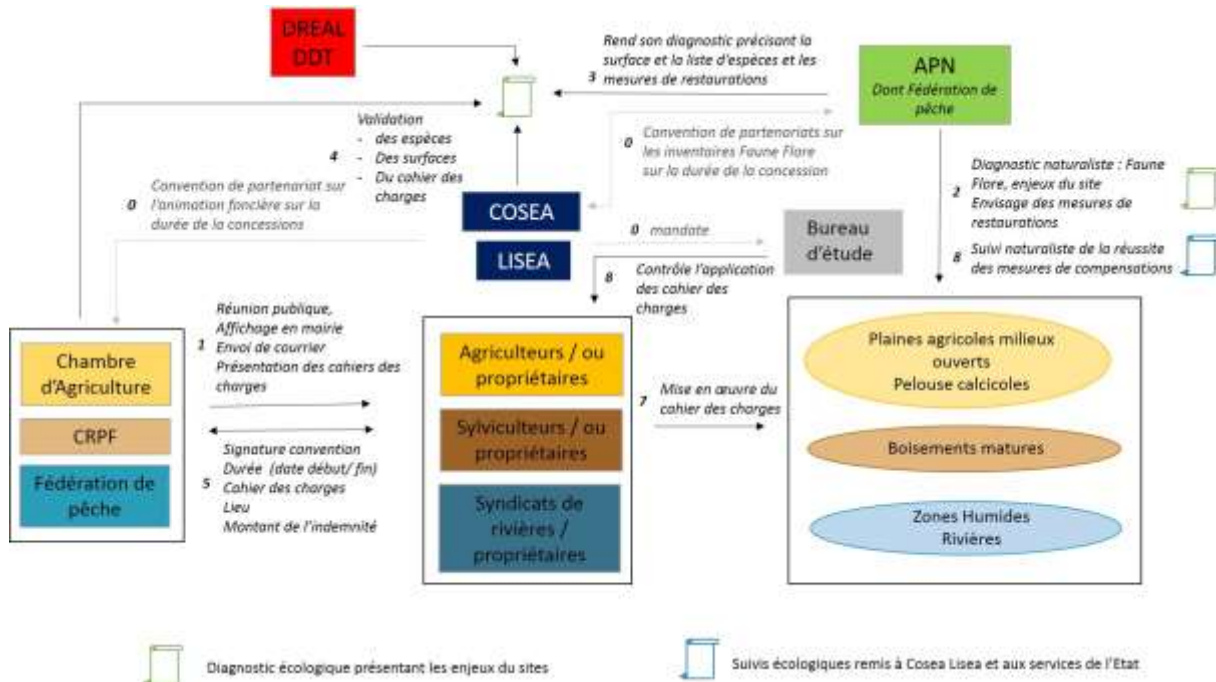 DREAL
DDT
Rend son diagnostic précisant la
surface et la liste d'espèces et les
3 mesures de restaurations
APN
Dont Fédération de
pêche
Validation
- des espèces
4 - Des surfaces
- Du cahier des
charges
0 Convention de partenariats sur
les inventaires Faune Flore
sur la durée de la concession
Diagnostic naturaliste : Faune
2 Flore, enjeux du site
Envisage des mesures de
restaurations
8 Suivi naturaliste de la réussite
des mesures de compensations
Convention de partenariat sur
0 l'animation foncière sur la
durée de la concessions
COSEA
LISEA
0 mandate
Bureau
d'étude
8 Contrôle l'application
des cahier des
charges
Réunion publique,
Affichage en mairie
1 Envoi de courrier
Présentation des cahiers des
charges
Chambre
d'Agriculture
CRPF
Fédération de
pêche
Signature convention
Durée (date début/ fin)
5 Cahier des charges
Lieu
Montant de l'indemnité
Agriculteurs / ou
propriétaires
Sylviculteurs / ou
propriétaires
Syndicats de
rivières /
propriétaires
7 Mise en œuvre du
cahier des charges
Plaines agricoles milieux
ouverts
Pelouse calcicoles
Boisements matures
Zones Humides
Rivières
Diagnostic écologique présentant les enjeux du sites
Suivis écologiques remis à Cosea Lisea et aux services de l'Etat